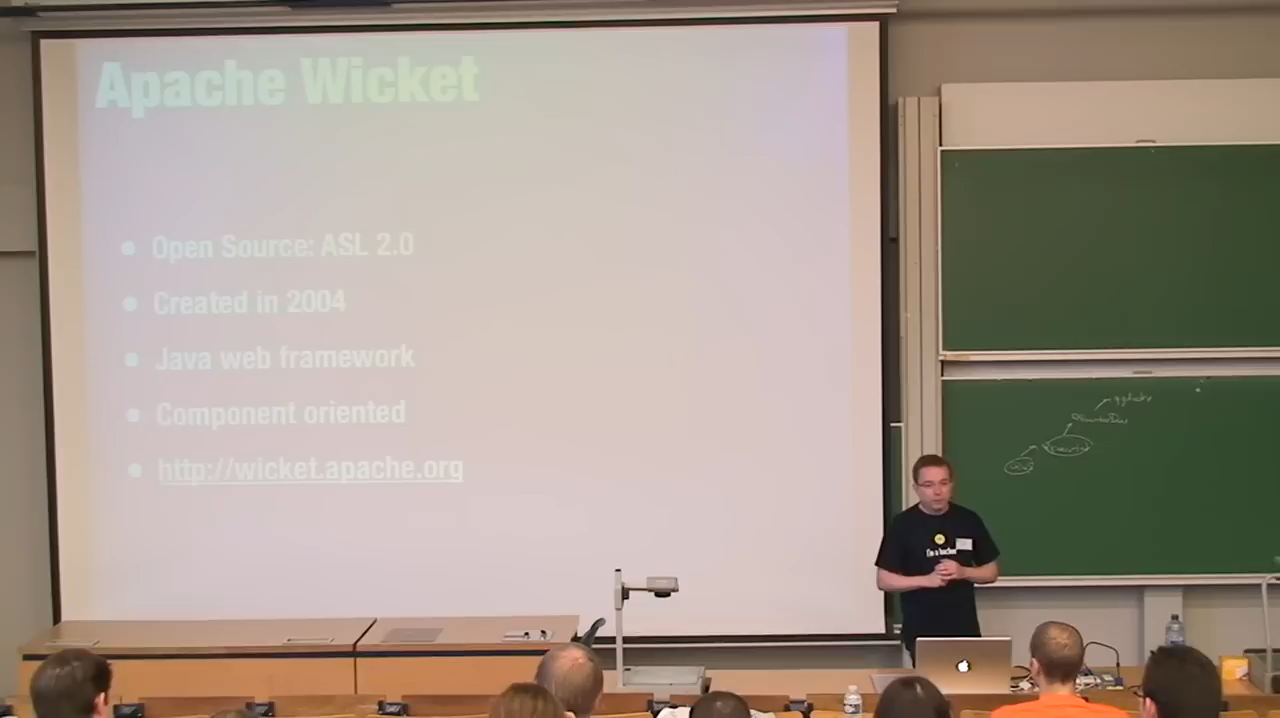 Apache Wicket
Open Source: ASL 2.0
Created in 2004
Java web framework
Component oriented
http://wicket.apache.org
I'm a